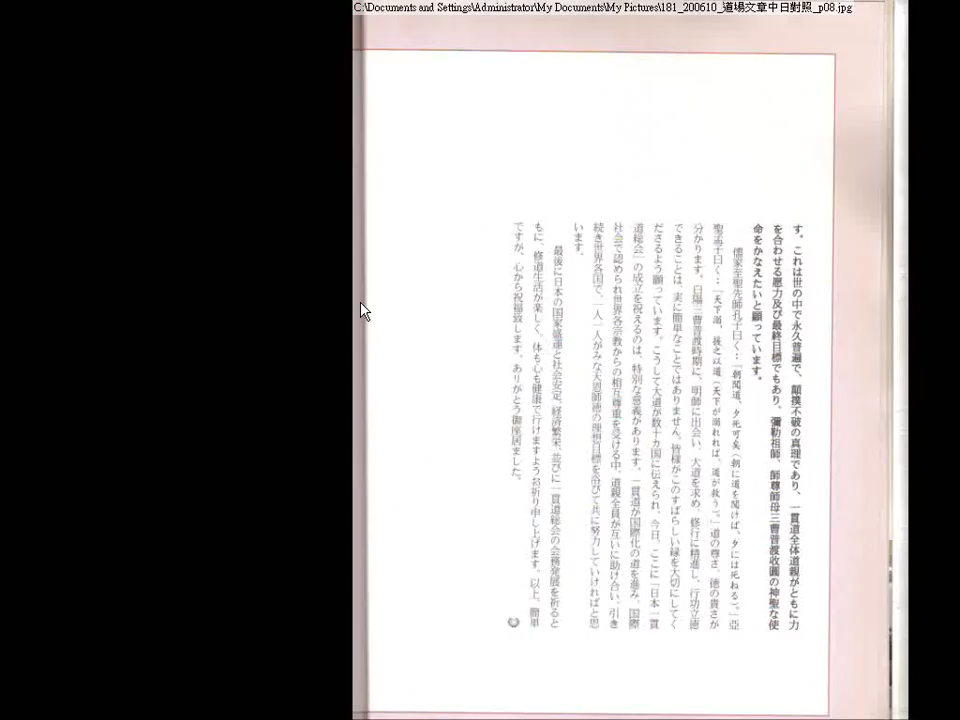 C:\Documents and Settings\Administrator\My Documents\My Pictures\181_200610_道場文章中日對照_p08.jpg
す。これは世の中で永久普遍で、顛撲不破の真理であり、一貫道全体道親がともに力
を合わせる愿力及び最終目標でもあり、彌勒祖師、師尊師母三曹普渡收圓の神聖な使
命をかなえたいと願っています。
儒家至聖先師孔子曰く：「朝聞道、夕死可矣（朝に道を聞けば、夕には死ねる）。」亞
聖孟子曰く：「天下溺、援之以道（天下が溺れれば、道が救う）。」道の尊さ、徳の貴さが
分かります。白陽三曹普渡時期に、明師に出会い、大道を求め、修行に精進し、行功立德
できることは、実に簡単なことではありません。皆様がこのすばらしい縁を大切にしてく
ださるよう願っています。こうして大道が数十カ国に伝えられ、今日、ここに「日本一貫
道総会」の成立を祝えるのは、特別な意義があります。一貫道が国際化の道を進み、国際
社会で認められ世界各宗教からの相互尊重を受ける中、道親全員が互いに助け合い、引き
続き世界各国で、一人一人がみな天恩師徳の理想目標を浴びて共に努力していければと思
います。
最後に日本の国家盛運と社会安定、経済繁栄、並びに一貫道総会の会務発展を祈ると
もに、修道生活が楽しく、体も心も健康で行けますようお祈り申し上げます。以上、簡単
ですが、心から祝福致します。ありがとう御座居ました。